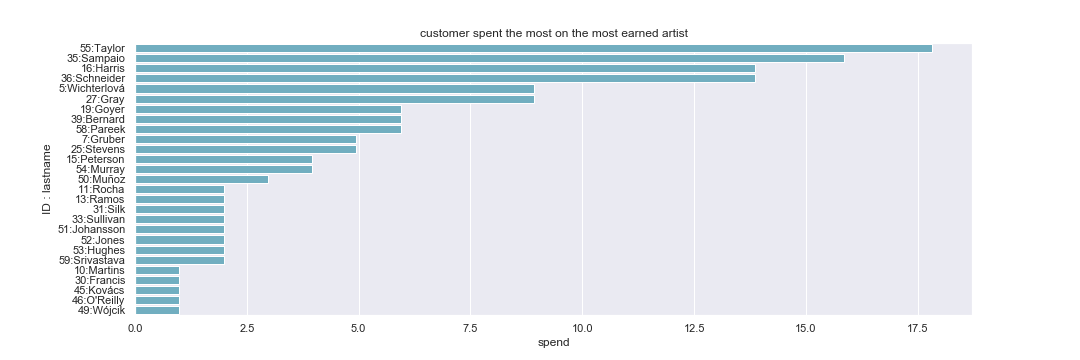 customer spent the most on the most earned artist
ID : lastname
55:Taylor
35:Sampaio
16:Harris
36:Schneider
5:Wichterlová
27:Gray
19:Goyer
39:Bernard
58:Pareek
7:Gruber
25:Stevens
15:Peterson
54:Murray
50:Muñoz
11:Rocha
13:Ramos
31:Silk
33:Sullivan
51:Johansson
52:Jones
53:Hughes
59:Srivastava
10:Martins
30:Francis
45:Kovács
46:O'Reilly
49:Wójcik
0.0 2.5 5.0 7.5 10.0 12.5 15.0 17.5
spend